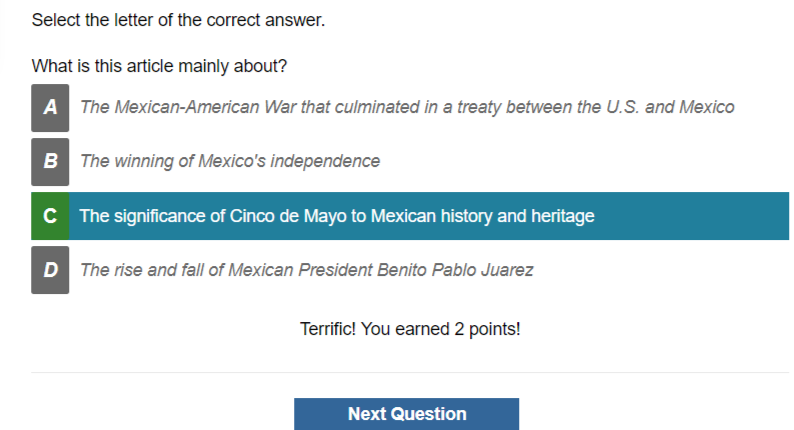 Select the letter of the correct answer.
What is this article mainly about?
A The Mexican-American War that culminated in a treaty between the U.S. and Mexico
B The winning of Mexico's independence
C The significance of Cinco de Mayo to Mexican history and heritage
D The rise and fall of Mexican President Benito Pablo Juarez
Terrific! You earned 2 points!
Next Question